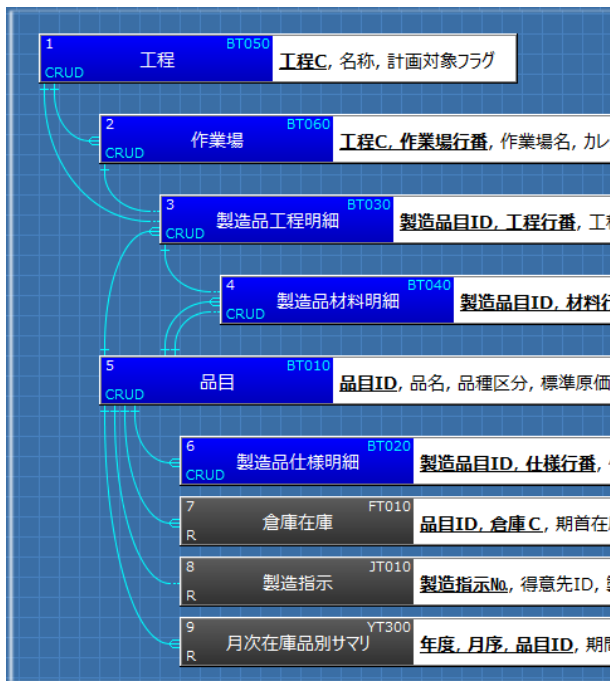 1 工程 BT050
CRUD
工程C, 名称, 計画対象フラグ
2 作業場 BT060
CRUD
工程C, 作業場行番, 作業場名, カレ
3 製造品工程明細 BT030
CRUD
製造品目ID, 工程行番, 工程
4 製造品材料明細 BT040
CRUD
製造品目ID, 材料行
5 品目 BT010
CRUD
品目ID, 品名, 品種区分, 標準原価
6 製造品仕様明細 BT020
CRUD
製造品目ID, 仕様行番,
7 倉庫在庫 FT010
R
品目ID, 倉庫C, 期首在
8 製造指示 JT010
R
製造指示№, 得意先ID,
9 月次在庫品別サマリ YT300
R
年度, 月序, 品目ID, 期